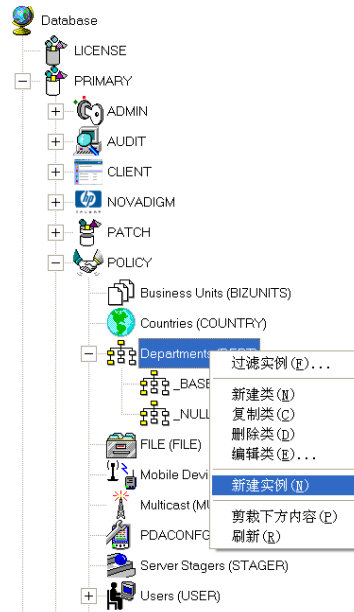 Database
LICENSE
PRIMARY
ADMIN
AUDIT
CLIENT
NOVADIGM
PATCH
POLICY
Business Units (BIZUNITS)
Countries (COUNTRY)
Departments
_BASE
_NULL
FILE (FILE)
Mobile Devi
Multicast (MU
PDACONFG
Server Stagers (STAGER)
Users (USER)
过滤实例(F)...
新建类(N)
复制类(C)
删除类(D)
编辑类(E)...
新建实例(N)
剪裁下方内容(P)
刷新(R)